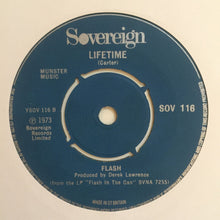 Sovereign
LIFETIME
(Carter)
MUNSTER
MUSIC
YSOV 116 B
SOV 116
℗ 1973
Sovereign
Records
Limited
FLASH
Produced by Derek Lawrence
(from the LP "Flash In The Can" SVNA 7255)
MADE IN GT BRITAIN